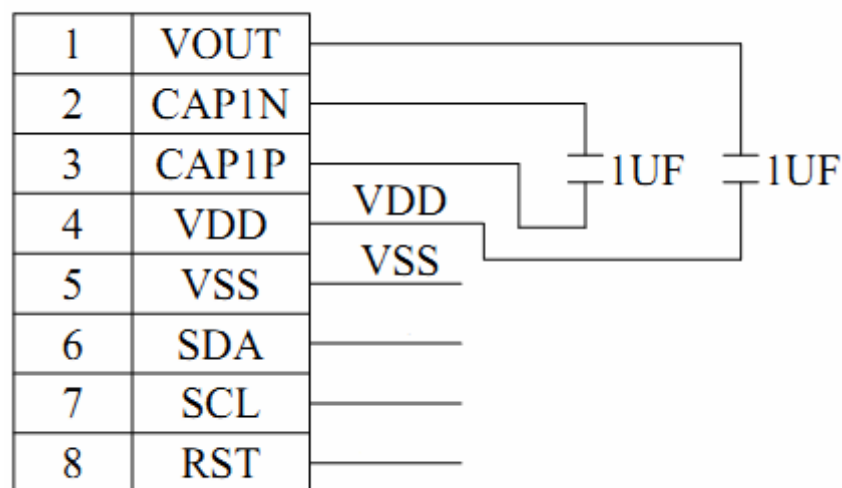 1 VOUT
2 CAP1N
3 CAP1P 1UF 1UF
VDD
4 VDD
VSS
5 VSS
6 SDA
7 SCL
8 RST